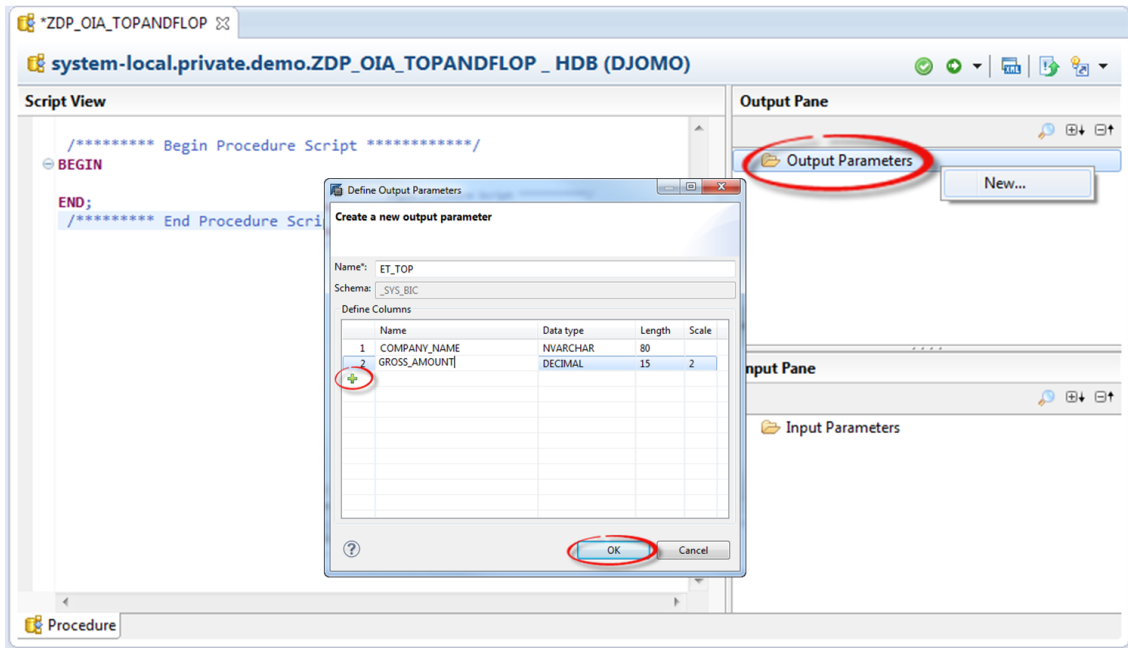 *ZDP_OIA_TOPANDFLOP
system-local.private.demo.ZDP_OIA_TOPANDFLOP _ HDB (DJOMO)
Script View
/********* Begin Procedure Script ************/
BEGIN
END;
/********* End Procedure Scri
Define Output Parameters
Create a new output parameter
Name*: ET_TOP
Schema: _SYS_BIC
Define Columns
Name Data type Length Scale
1 COMPANY_NAME NVARCHAR 80
2 GROSS_AMOUNT DECIMAL 15 2
OK Cancel
Output Pane
Output Parameters
New...
nput Pane
Input Parameters
Procedure